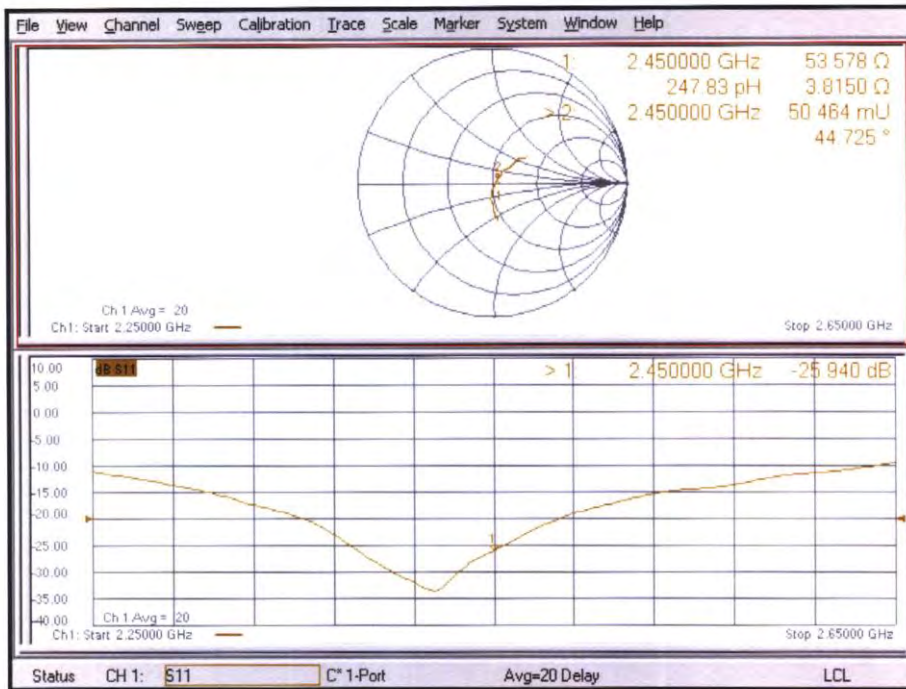 File View Channel Sweep Calibration Trace Scale Marker System Window Help
1: 2.450000 GHz 53.578 Ω
247.83 pH 3.8150 Ω
> 2: 2.450000 GHz 50.464 mU
44.725 °
Ch 1 Avg = 20
Ch1: Start 2.25000 GHz Stop 2.65000 GHz
10.00 dB S11 > 1: 2.450000 GHz -25.940 dB
5.00
0.00
-5.00
-10.00
-15.00
-20.00
-25.00 1
-30.00
-35.00
-40.00
Ch 1 Avg = 20
Ch1: Start 2.25000 GHz Stop 2.65000 GHz
Status CH 1: S11 C* 1-Port Avg=20 Delay LCL